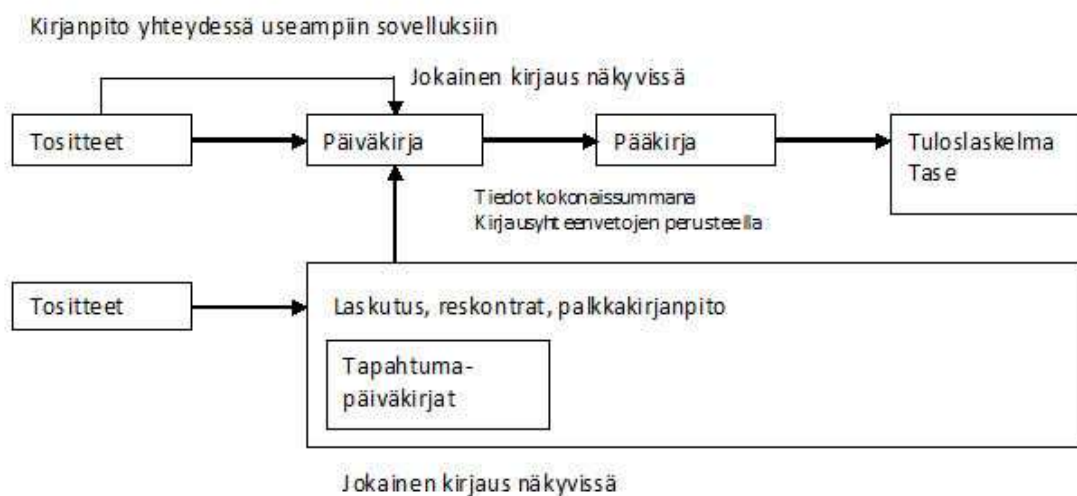 Kirjanpito yhteydessä useampiin sovelluksiin
Jokainen kirjaus näkyvissä
Tositteet
Päiväkirja
Pääkirja
Tuloslaskelma
Tase
Tiedot kokonaissummana
Kirjausyhteenvetojen perusteella
Tositteet
Laskutus, reskontrat, palkkakirjanpito
Tapahtuma-
päiväkirjat
Jokainen kirjaus näkyvissä